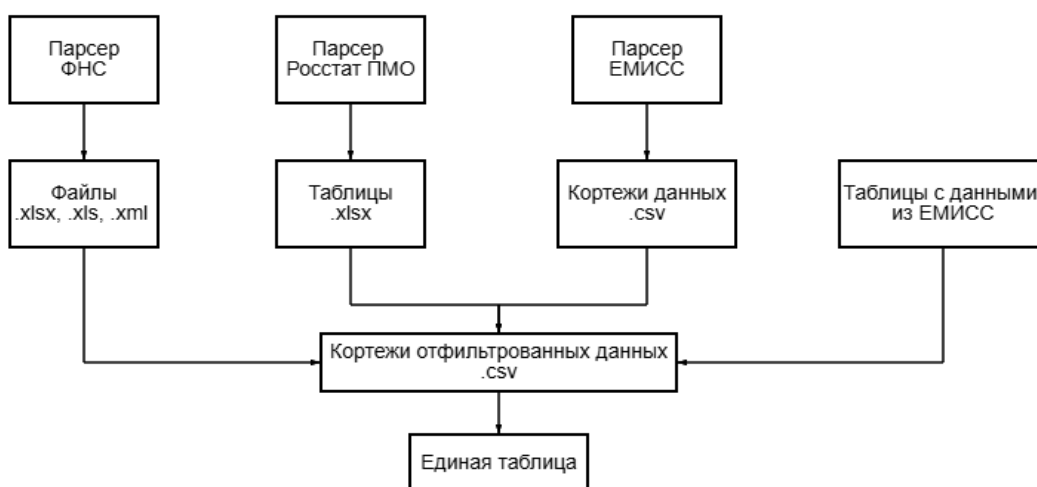 Парсер
ФНС
Парсер
Росстат ПМО
Парсер
ЕМИСС
Файлы
.xlsx, .xls, .xml
Таблицы
.xlsx
Кортежи данных
.csv
Таблицы с данными
из ЕМИСС
Кортежи отфильтрованных данных
.csv
Единая таблица